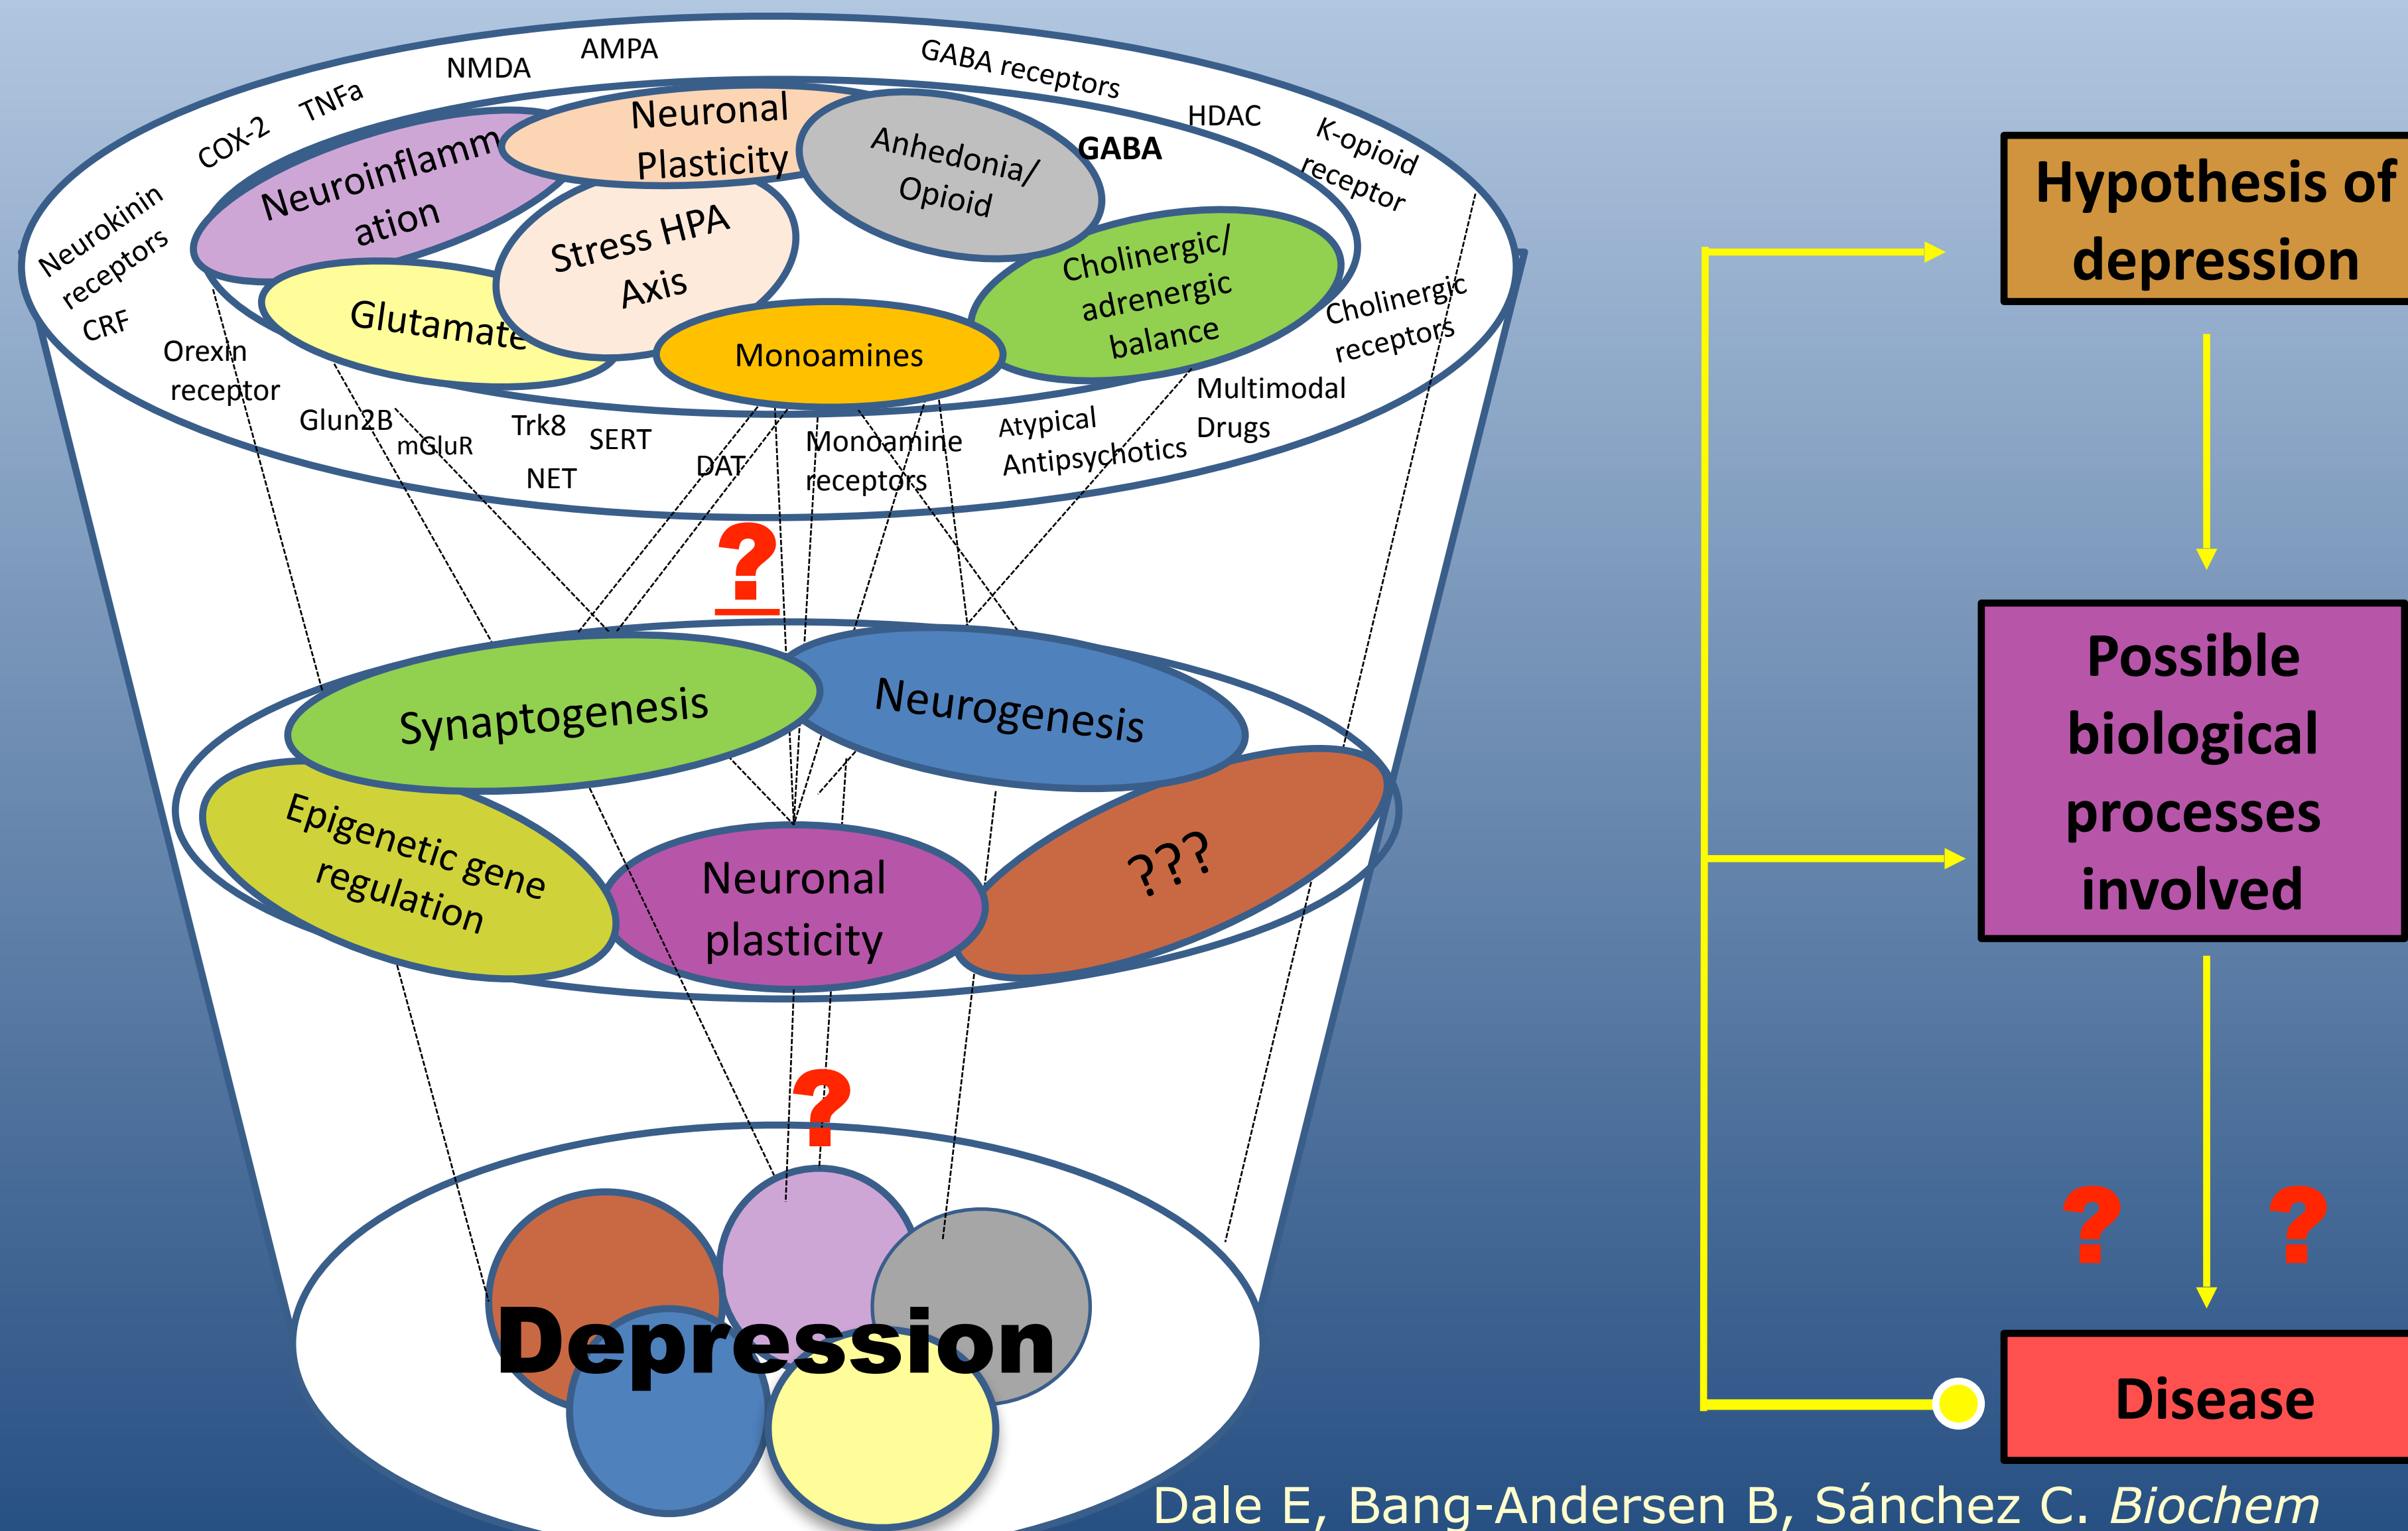 AMPA
NMDA
GABA receptors
TNFa
HDAC
COX-2
K-opioid
receptor
Neurokinin
receptors
CRF
Neuroinflamm
ation
Neuronal
Plasticity
Anhedonia/
Opioid
GABA
Stress HPA
Axis
Cholinergic/
adrenergic
balance
Glutamate
Monoamines
Cholinergic
receptors
Orexin
receptor
Glun2B
mGluR
Trk8
SERT
NET
DAT
Monoamine
receptors
Atypical
Antipsychotics
Multimodal
Drugs
?
Synaptogenesis
Neurogenesis
Epigenetic gene
regulation
Neuronal
plasticity
???
?
Depression
Hypothesis of
depression
Possible
biological
processes
involved
? ?
Disease
Dale E, Bang-Andersen B, Sánchez C. Biochem